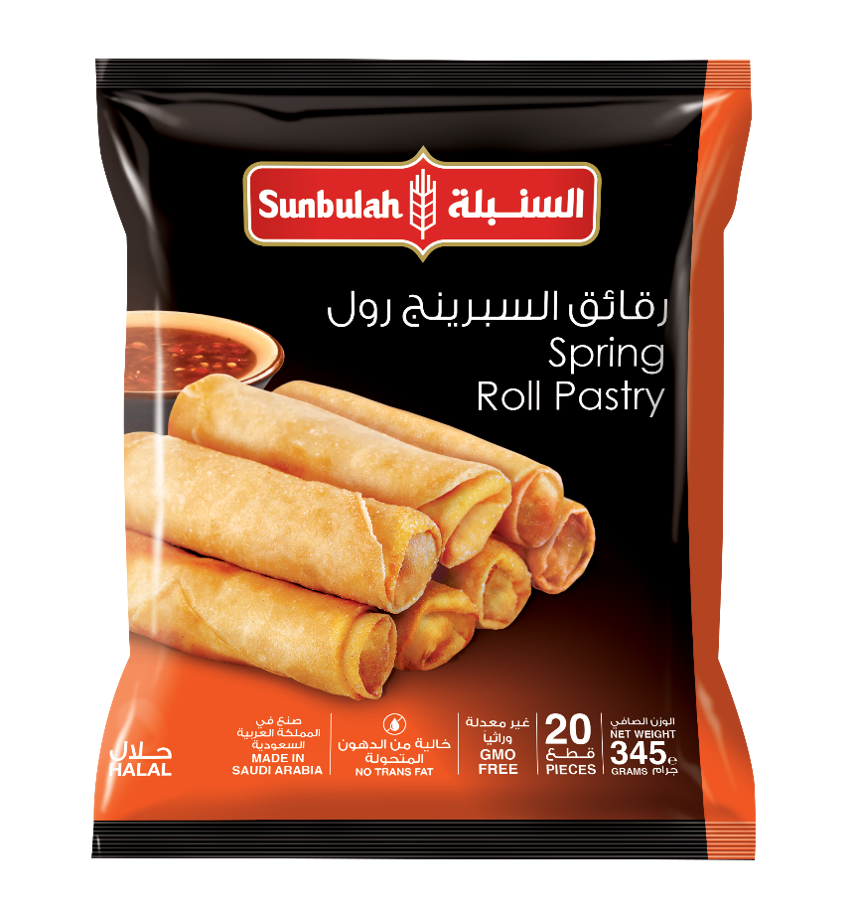 Sunbulah السنبلة
رقائق السبرينج رول
Spring
Roll Pastry
حلال
HALAL
صنع في
المملكة العربية
السعودية
MADE IN
SAUDI ARABIA
خالية من الدهون
المتحولة
NO TRANS FAT
غير معدلة
وراثياً
GMO
FREE
20
قطع
PIECES
الوزن الصافي
NET WEIGHT
345 e
GRAMS جرام